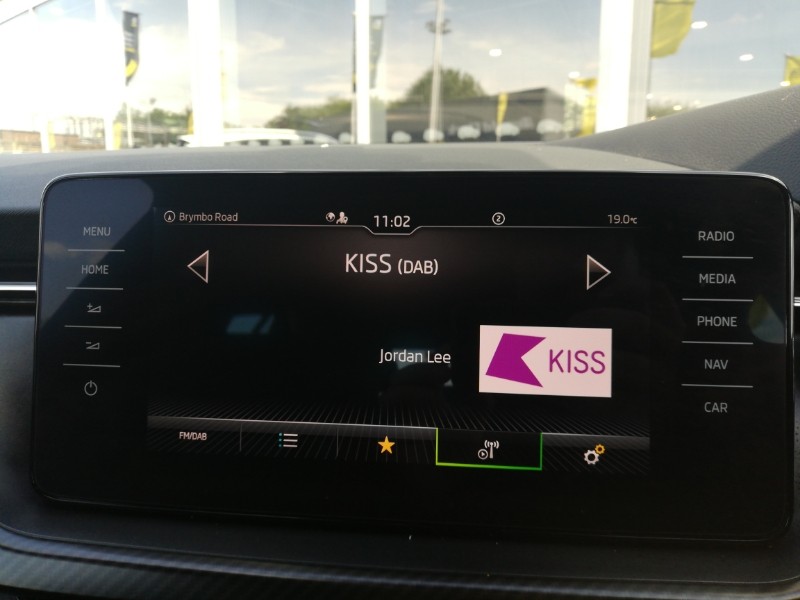 Brymbo Road
11:02
2
19.0°C
MENU
HOME
RADIO
MEDIA
PHONE
NAV
CAR
KISS (DAB)
Jordan Lee
KISS
FM/DAB